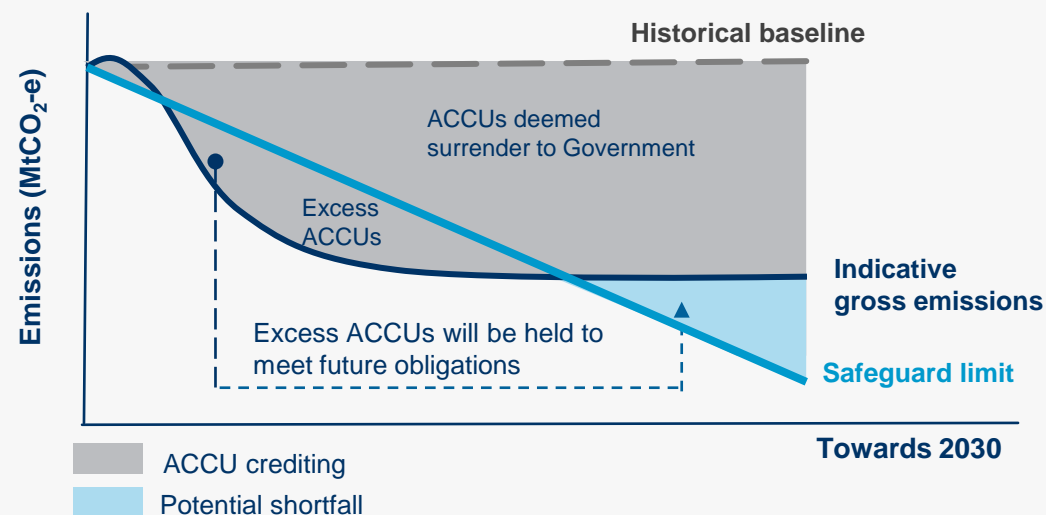 Historical baseline
Emissions (MtCO₂-e)
ACCUs deemed
surrender to Government
Excess
ACCUs
Indicative
gross emissions
Excess ACCUs will be held to
meet future obligations
Safeguard limit
Towards 2030
ACCU crediting
Potential shortfall